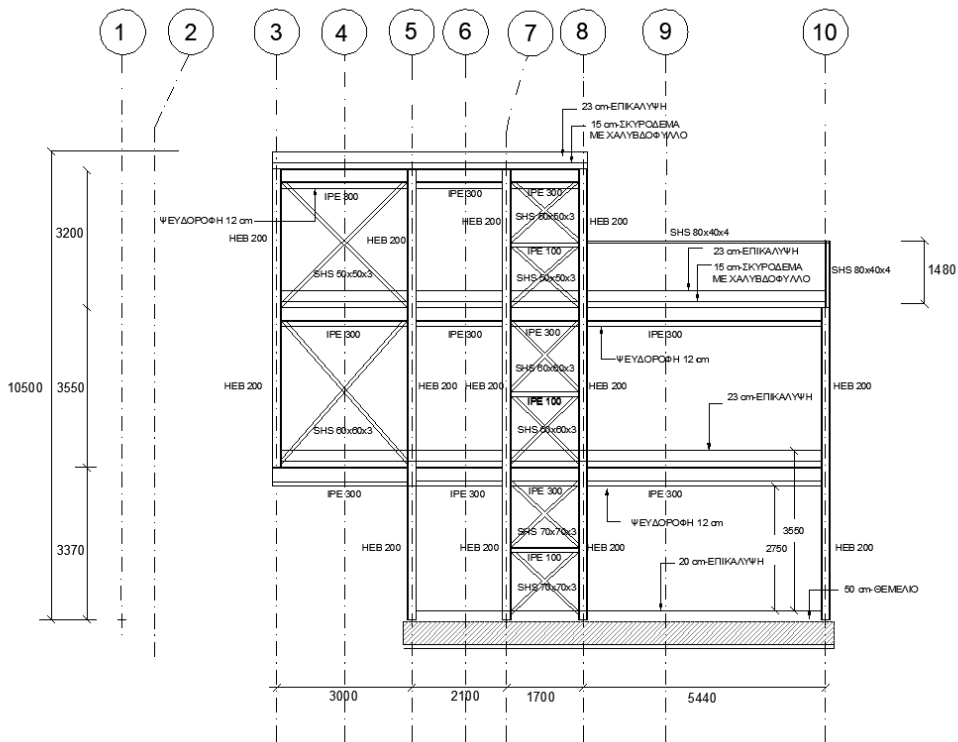 1 2 3 4 5 6 7 8 9 10
23 cm-ΕΠΙΚΑΛΥΨΗ
15 cm-ΣΚΥΡΟΔΕΜΑ
ΜΕ ΧΑΛΥΒΔΟΦΥΛΛΟ
IPE 300 IPE 300 IPE 300
ΨΕΥΔΟΡΟΦΗ 12 cm
SHS 50x50x3
HEB 200 HEB 200 HEB 200 HEB 200
SHS 80x40x4
3200
IPE 100
23 cm-ΕΠΙΚΑΛΥΨΗ
15 cm-ΣΚΥΡΟΔΕΜΑ
ΜΕ ΧΑΛΥΒΔΟΦΥΛΛΟ
SHS 80x40x4
1480
SHS 50x50x3 SHS 50x50x3
IPE 300 IPE 300 IPE 300 IPE 300
ΨΕΥΔΟΡΟΦΗ 12 cm
SHS 60x60x3
10500
3550
HEB 200 HEB 200 HEB 200 HEB 200 HEB 200
IPE 100
23 cm-ΕΠΙΚΑΛΥΨΗ
SHS 60x60x3 SHS 60x60x3
IPE 300 IPE 300 IPE 300 IPE 300
ΨΕΥΔΟΡΟΦΗ 12 cm
SHS 70x70x3
3550
2750
3370
HEB 200 HEB 200 HEB 200 HEB 200
IPE 100
20 cm-ΕΠΙΚΑΛΥΨΗ
SHS 70x70x3
50 cm-ΘΕΜΕΛΙΟ
3000 2100 1700 5440